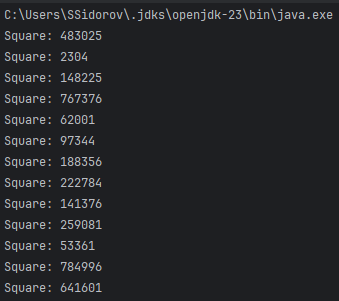 C:\Users\SSidorov\.jdks\openjdk-23\bin\java.exe
Square: 483025
Square: 2304
Square: 148225
Square: 767376
Square: 62001
Square: 97344
Square: 188356
Square: 222784
Square: 141376
Square: 259081
Square: 53361
Square: 784996
Square: 641601